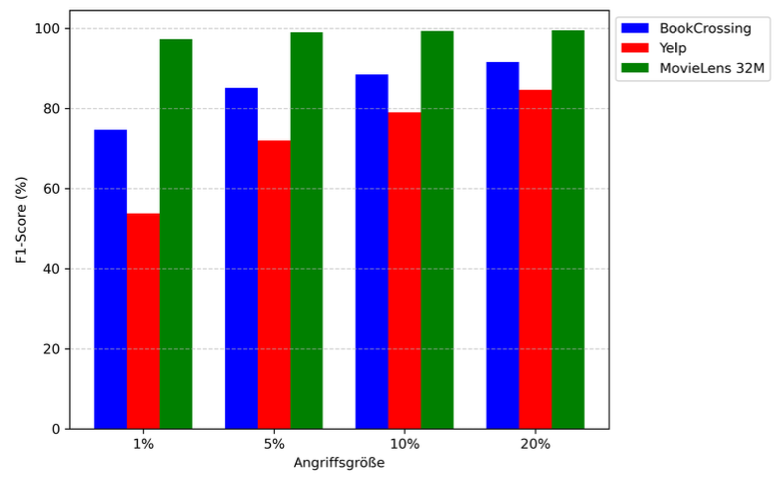 100
80
60
40
20
0
F1-Score (%)
1%
5%
10%
20%
Angriffsgröße
BookCrossing
Yelp
MovieLens 32M